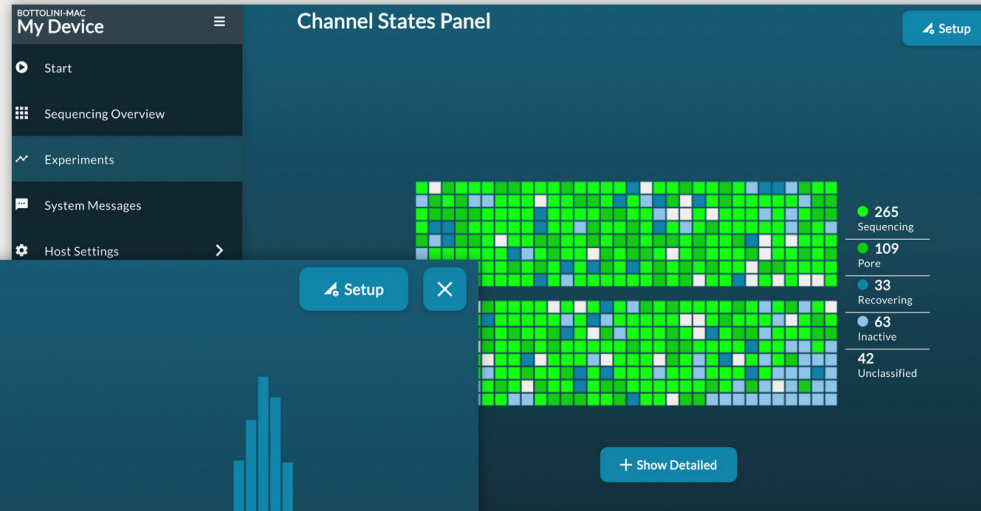 BOTTOLINI-MAC
My Device
Channel States Panel
Setup
Start
Sequencing Overview
Experiments
System Messages
Host Settings
265
Sequencing
109
Pore
33
Recovering
63
Inactive
42
Unclassified
Setup
+ Show Detailed